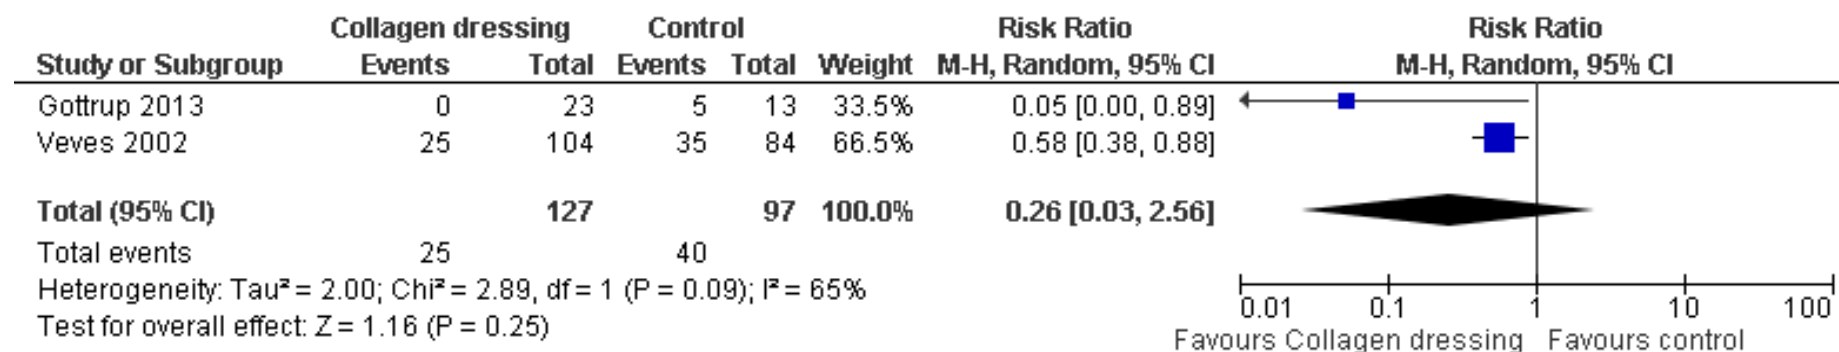 Collagen dressing Control Risk Ratio Risk Ratio
Study or Subgroup Events Total Events Total Weight M-H, Random, 95% CI M-H, Random, 95% CI
Gottrup 2013 0 23 5 13 33.5% 0.05 [0.00, 0.89]
Veves 2002 25 104 35 84 66.5% 0.58 [0.38, 0.88]
Total (95% CI) 127 97 100.0% 0.26 [0.03, 2.56]
Total events 25 40
Heterogeneity: Tau² = 2.00; Chi² = 2.89, df = 1 (P = 0.09); I² = 65%
Test for overall effect: Z = 1.16 (P = 0.25)
0.01 0.1 1 10 100
Favours Collagen dressing Favours control